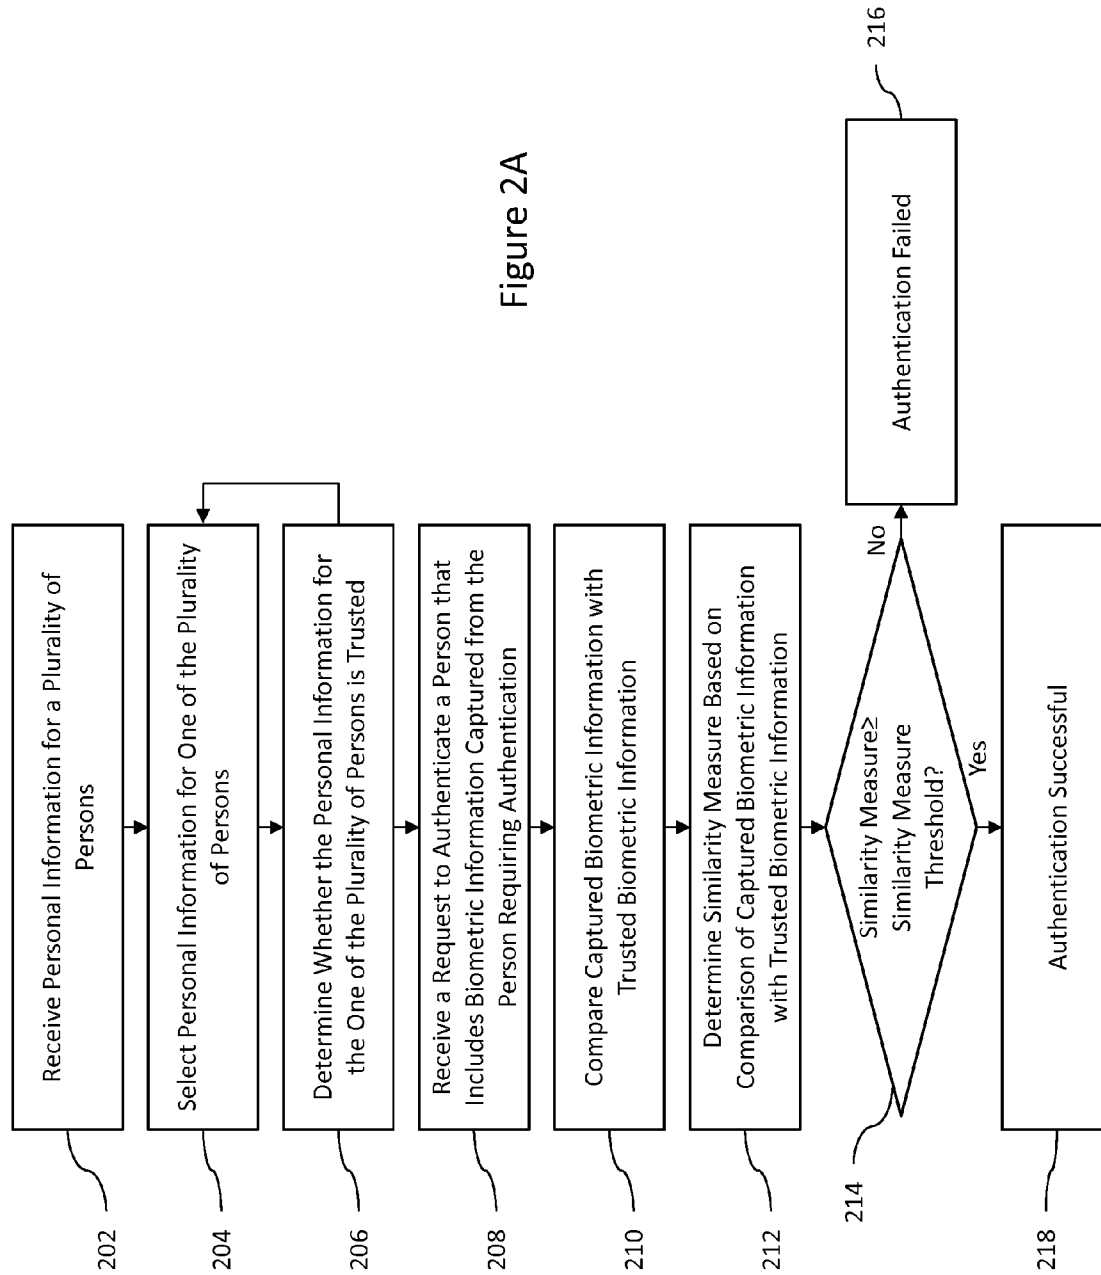 202
Receive Personal Information for a Plurality of
Persons
204
Select Personal Information for One of the Plurality
of Persons
206
Determine Whether the Personal Information for
the One of the Plurality of Persons is Trusted
208
Receive a Request to Authenticate a Person that
Includes Biometric Information Captured from the
Person Requiring Authentication
210
Compare Captured Biometric Information with
Trusted Biometric Information
212
Determine Similarity Measure Based on
Comparison of Captured Biometric Information
with Trusted Biometric Information
214
Similarity Measure≥
Similarity Measure
Threshold?
No
Yes
Authentication Failed
216
218
Authentication Successful
Figure 2A